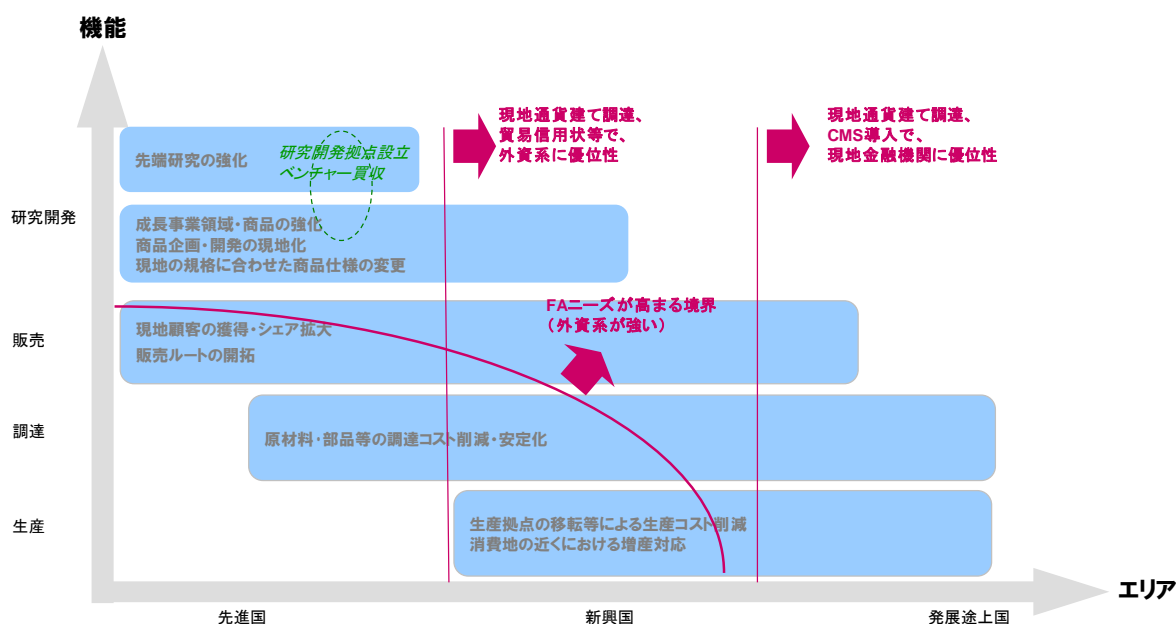 機能
現地通貨建て調達、
貿易信用状等で、
外資系に優位性
現地通貨建て調達、
CMS導入で、
現地金融機関に優位性
先端研究の強化
研究開発拠点設立
ベンチャー買収
研究開発
成長事業領域・商品の強化
商品企画・開発の現地化
現地の規格に合わせた商品仕様の変更
FAニーズが高まる境界
（外資系が強い）
販売
現地顧客の獲得・シェア拡大
販売ルートの開拓
調達
原材料・部品等の調達コスト削減・安定化
生産
生産拠点の移転等による生産コスト削減
消費地の近くにおける増産対応
エリア
先進国
新興国
発展途上国